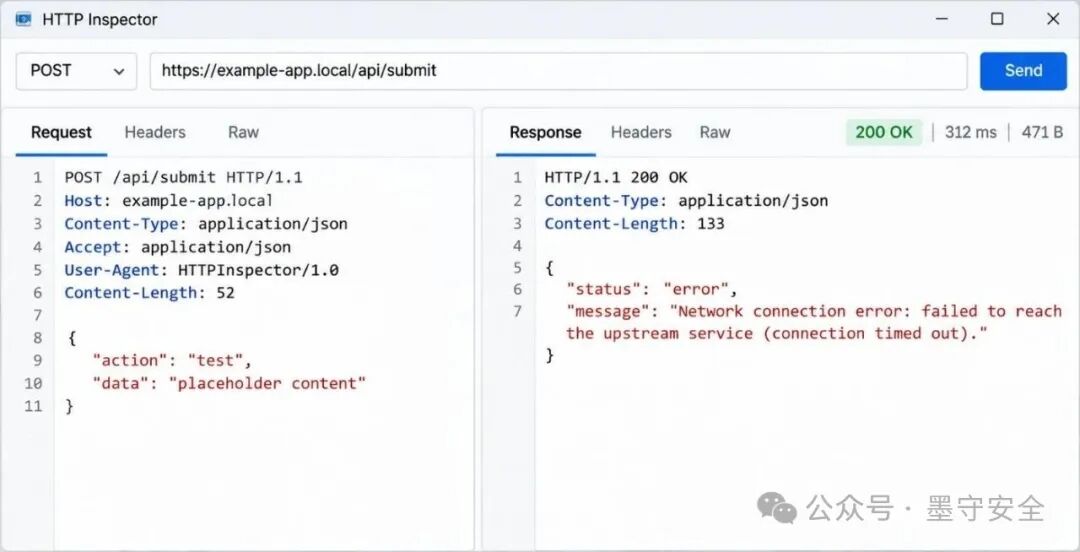 HTTP Inspector
POST
https://example-app.local/api/submit
Send
Request Headers Raw
1 POST /api/submit HTTP/1.1
2 Host: example-app.local
3 Content-Type: application/json
4 Accept: application/json
5 User-Agent: HTTPInspector/1.0
6 Content-Length: 52
7
8 {
9 "action": "test",
10 "data": "placeholder content"
11 }
Response Headers Raw 200 OK | 312 ms | 471 B
1 HTTP/1.1 200 OK
2 Content-Type: application/json
3 Content-Length: 133
4
5 {
6 "status": "error",
7 "message": "Network connection error: failed to reach
the upstream service (connection timed out)."
}
公众号 · 墨守安全